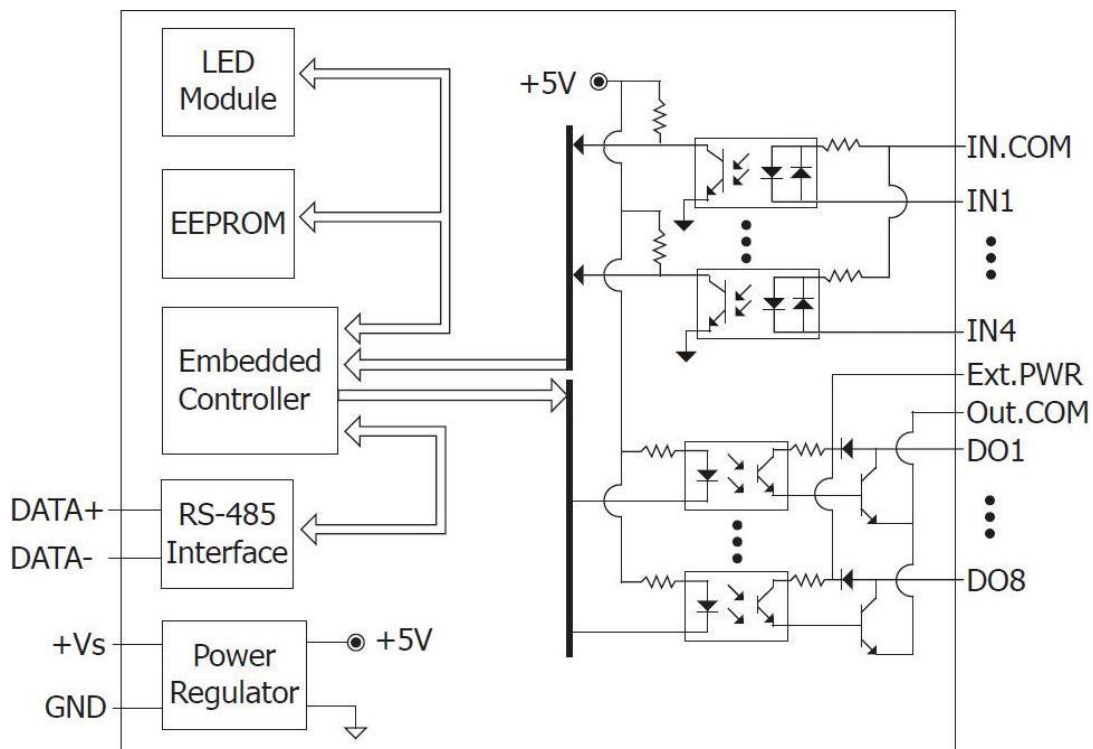 LED
Module
EEPROM
Embedded
Controller
RS-485
Interface
Power
Regulator
DATA+
DATA-
+Vs
GND
+5V
+5V
IN.COM
IN1
IN4
Ext.PWR
Out.COM
DO1
DO8